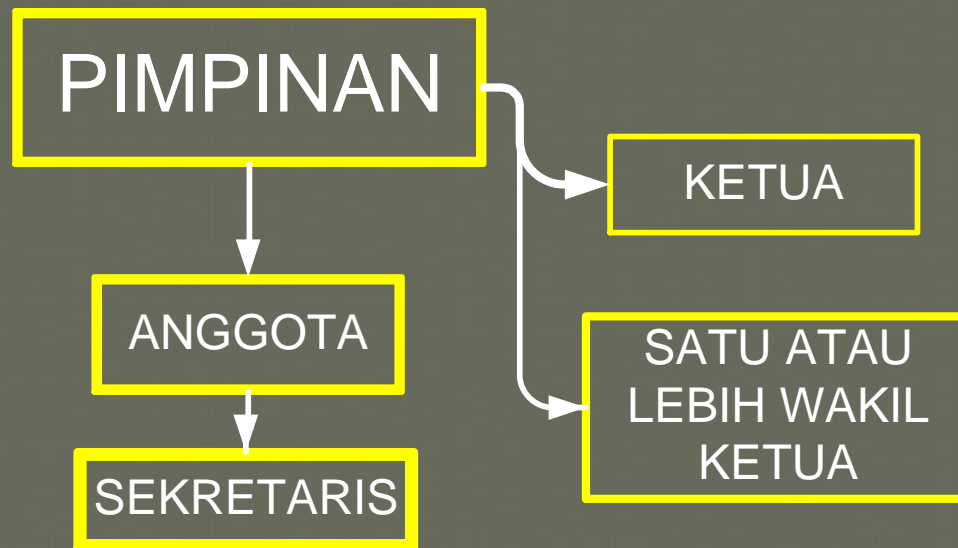 PIMPINAN
KETUA
ANGGOTA
SATU ATAU
LEBIH WAKIL
KETUA
SEKRETARIS